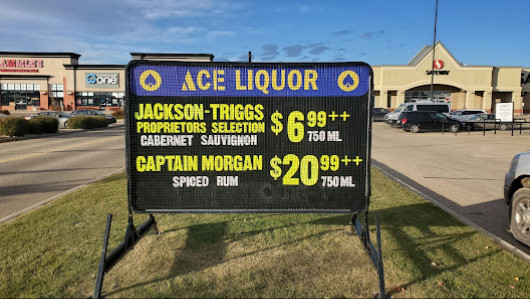 ACE LIQUOR
JACKSON-TRIGGS
PROPRIETORS SELECTION
CABERNET SAUVIGNON
$6.99++
750 ML
CAPTAIN MORGAN
SPICED RUM
$20.99++
750 ML
one
SAFEWAY